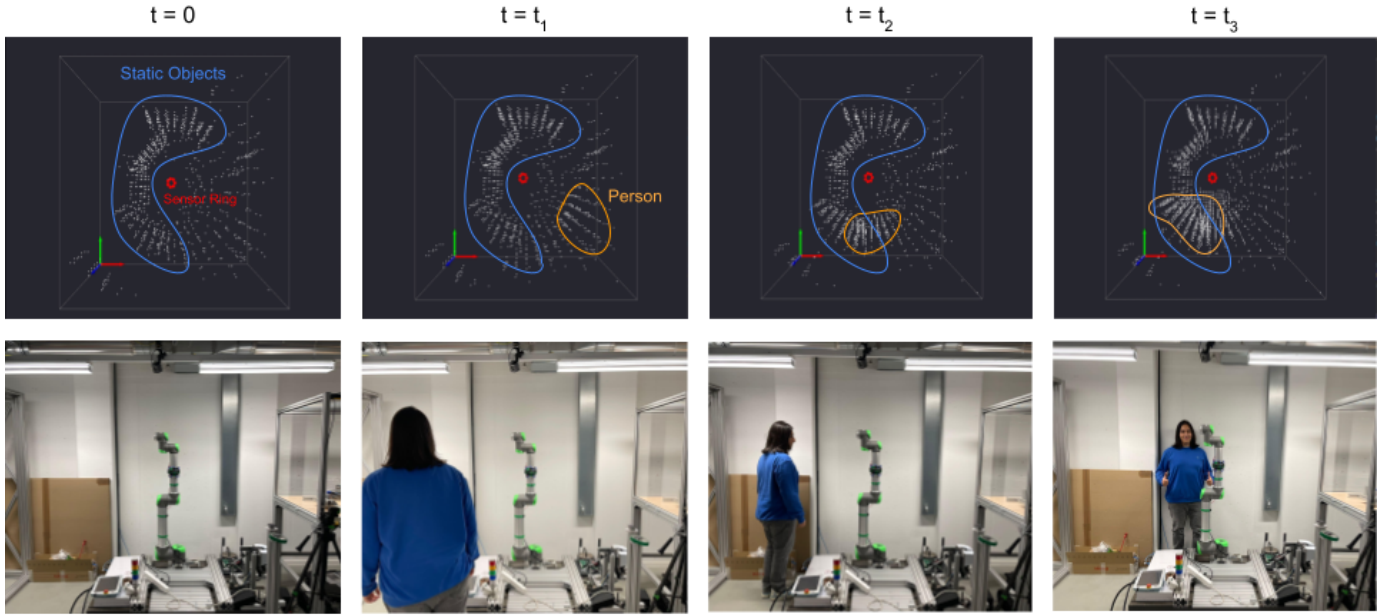 t = 0
t = t₁
t = t₂
t = t₃
Static Objects
Sensor Ring
Person